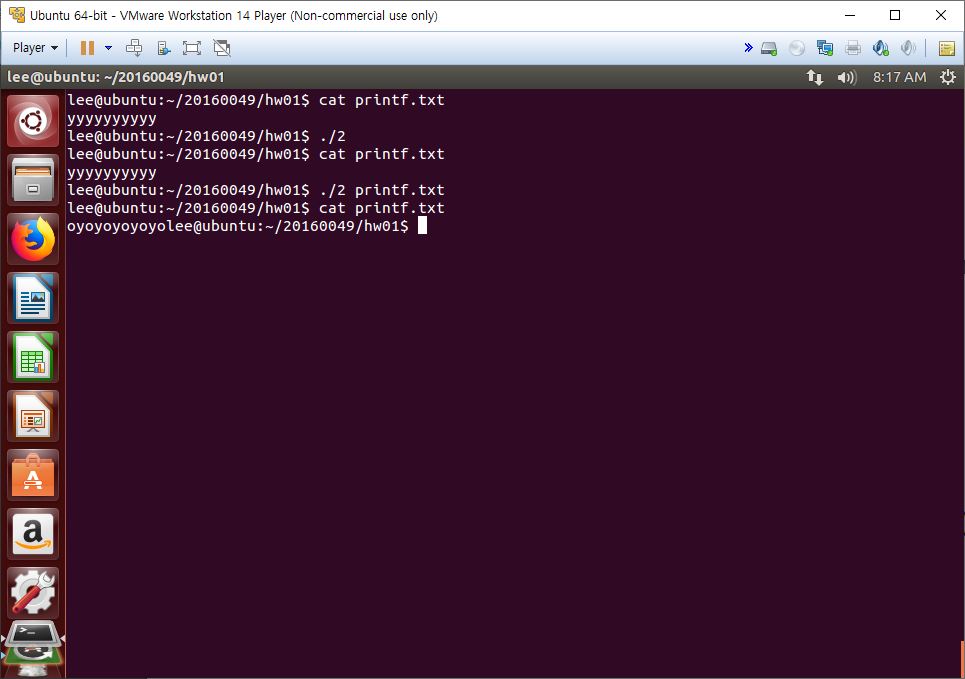 Ubuntu 64-bit - VMware Workstation 14 Player (Non-commercial use only)
Player
lee@ubuntu: ~/20160049/hw01
8:17 AM
lee@ubuntu:~/20160049/hw01$ cat printf.txt
yyyyyyyyyy
lee@ubuntu:~/20160049/hw01$ ./2
lee@ubuntu:~/20160049/hw01$ cat printf.txt
yyyyyyyyyy
lee@ubuntu:~/20160049/hw01$ ./2 printf.txt
lee@ubuntu:~/20160049/hw01$ cat printf.txt
oyoyoyoyoyolee@ubuntu:~/20160049/hw01$